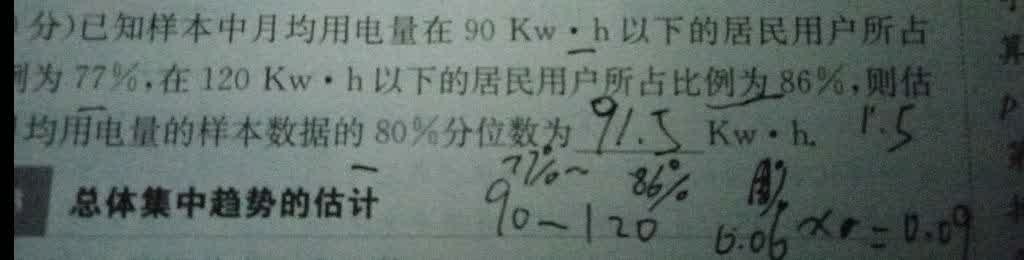 分)已知样本中月均用电量在 90 Kw·h 以下的居民用户所占
例为 77%,在 120 Kw·h 以下的居民用户所占比例为 86%,则估
均用电量的样本数据的 80%分位数为 91.5 Kw·h. 1.5
77%~ 86%
总体集中趋势的估计
90-120 0.06 × = 0.09